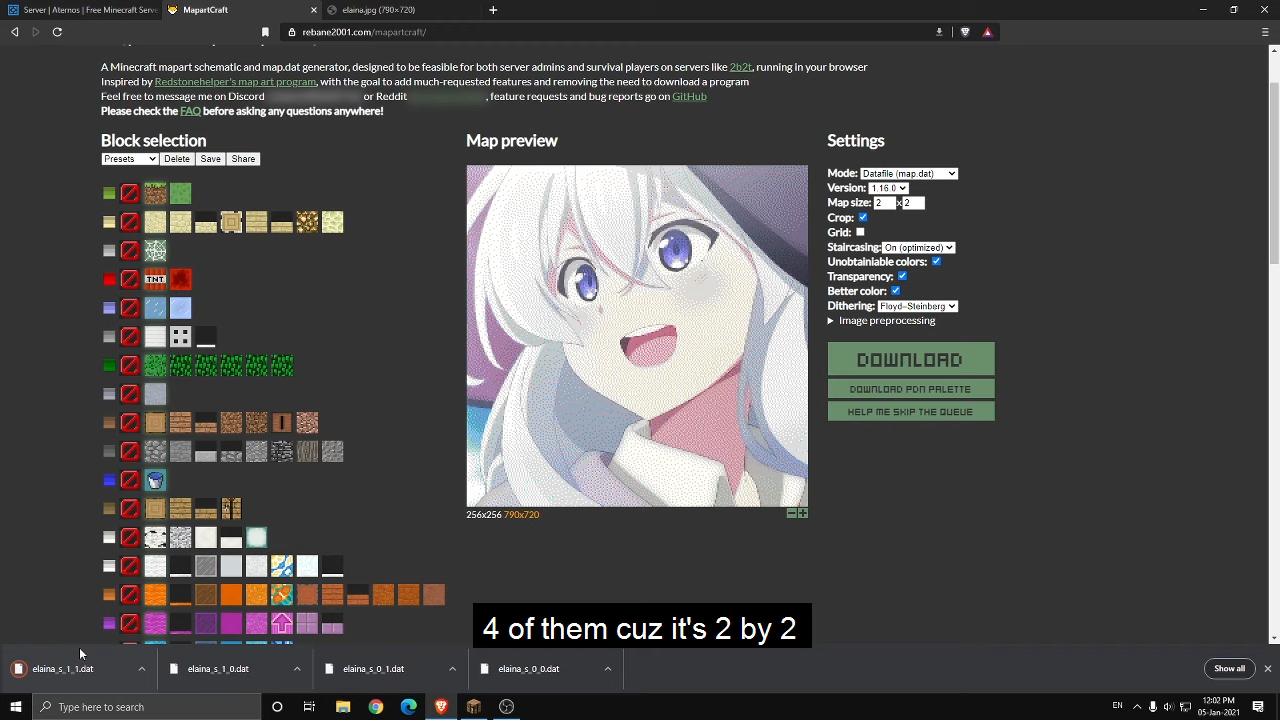 Server | Aternos | Free Minecraft Serve
MapartCraft
elaina.jpg (790×720)
rebane2001.com/mapartcraft/
A Minecraft mapart schematic and map.dat generator, designed to be feasible for both server admins and survival players on servers like 2b2t, running in your browser
Inspired by Redstonehelper's map art program, with the goal to add much-requested features and removing the need to download a program
Feel free to message me on Discord or Reddit , feature requests and bug reports go on GitHub
Please check the FAQ before asking any questions anywhere!
Block selection
Presets Delete Save Share
TNT
Map preview
256x256 790x720
Settings
Mode: Datafile (map.dat)
Version: 1.16.0
Map size: 2 x 2
Crop:
Grid:
Staircasing: On (optimized)
Unobtainiable colors:
Transparency:
Better color:
Dithering: Floyd–Steinberg
Image preprocessing
DOWNLOAD
DOWNLOAD PDN PALETTE
HELP ME SKIP THE QUEUE
4 of them cuz it's 2 by 2
elaina_s_1_1.dat
elaina_s_1_0.dat
elaina_s_0_1.dat
elaina_s_0_0.dat
Show all
Type here to search
EN
12:02 PM
05-Jan-2021